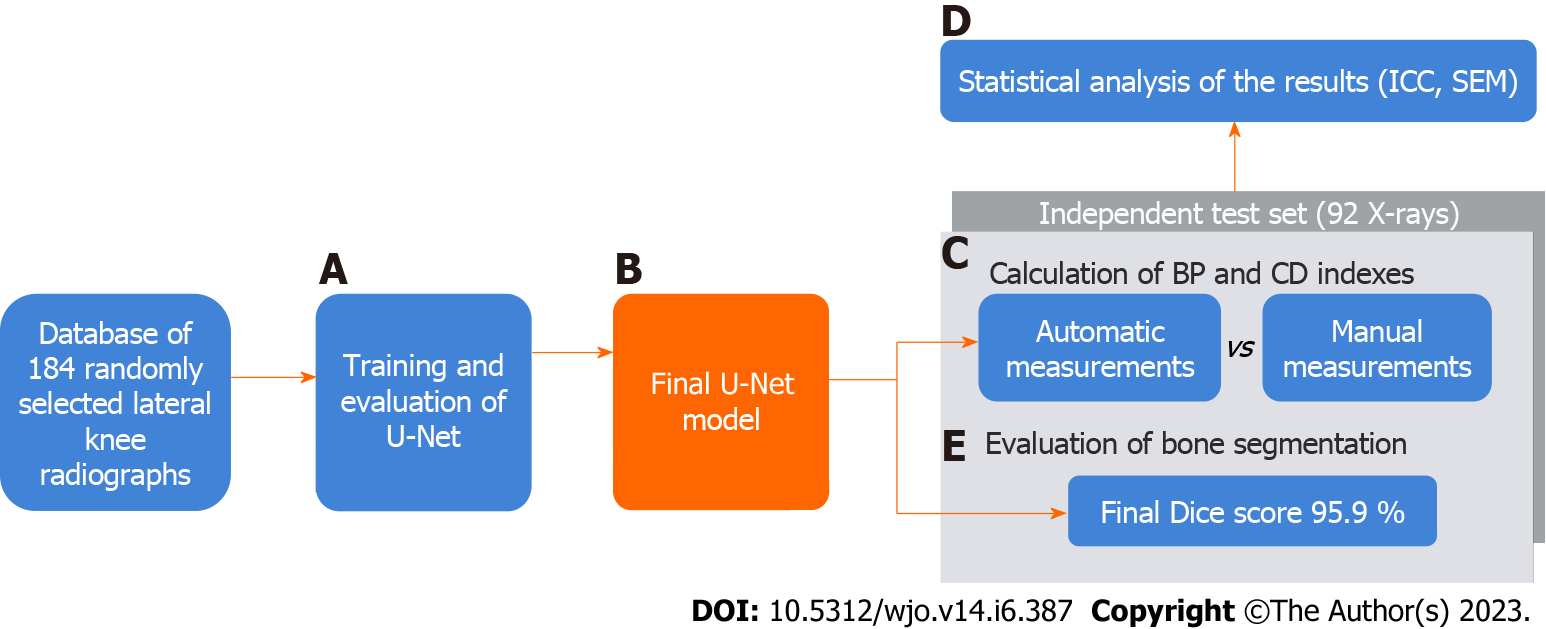 D
Statistical analysis of the results (ICC, SEM)
Independent test set (92 X-rays)
A
B
C
Calculation of BP and CD indexes
Database of
184 randomly
selected lateral
knee
radiographs
Training and
evaluation of
U-Net
Final U-Net
model
Automatic
measurements
vs
Manual
measurements
E
Evaluation of bone segmentation
Final Dice score 95.9 %
DOI: 10.5312/wjo.v14.i6.387 Copyright ©The Author(s) 2023.